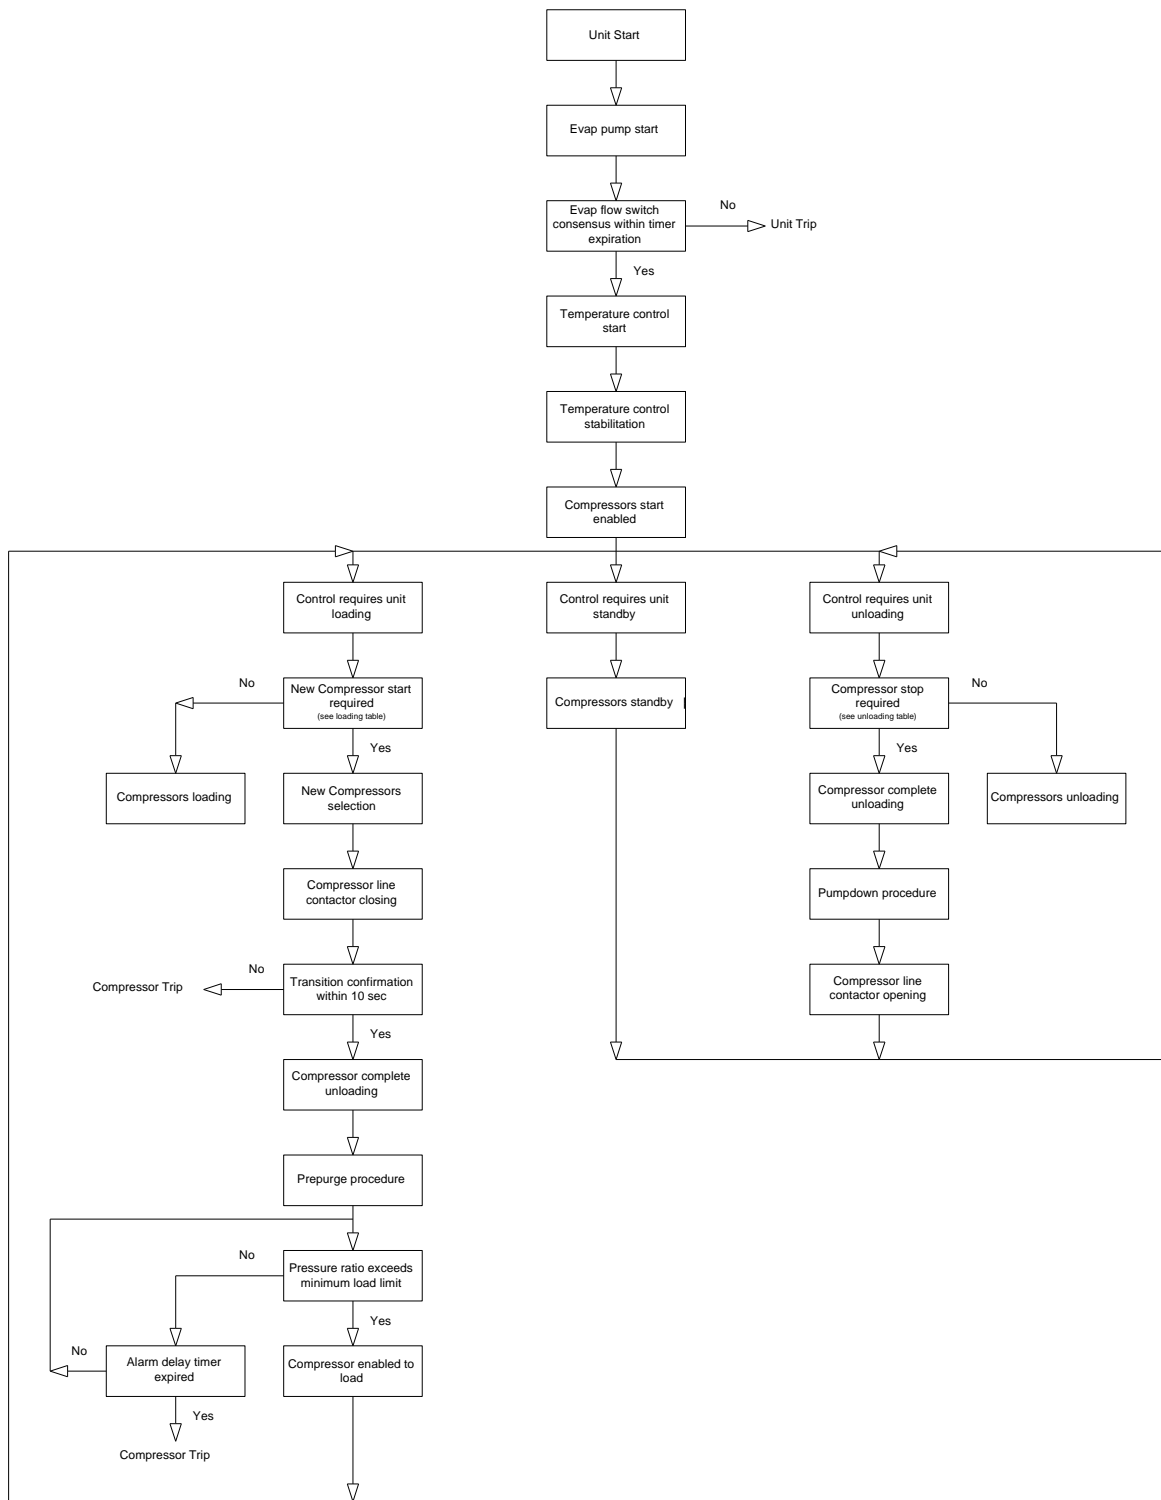 Unit Start
Evap pump start
Evap flow switch
consensus within timer
expiration
No
Unit Trip
Yes
Temperature control
start
Temperature control
stabilitation
Compressors start
enabled
Control requires unit
loading
Control requires unit
standby
Control requires unit
unloading
No
New Compressor start
required
(see loading table)
Compressors standby
Compressor stop
required
(see unloading table)
No
Yes
Yes
Compressors loading
New Compressors
selection
Compressor complete
unloading
Compressors unloading
Compressor line
contactor closing
Pumpdown procedure
No
Compressor Trip
Transition confirmation
within 10 sec
Compressor line
contactor opening
Yes
Compressor complete
unloading
Prepurge procedure
No
Pressure ratio exceeds
minimum load limit
Yes
No
Alarm delay timer
expired
Compressor enabled to
load
Yes
Compressor Trip